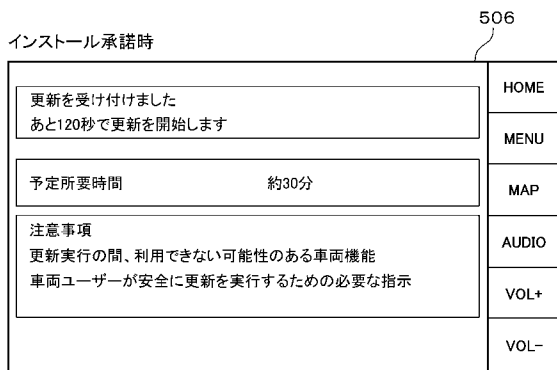 506
インストール承諾時
更新を受け付けました
あと120秒で更新を開始します
予定所要時間 約30分
注意事項
更新実行の間、利用できない可能性のある車両機能
車両ユーザーが安全に更新を実行するための必要な指示
HOME
MENU
MAP
AUDIO
VOL+
VOL-